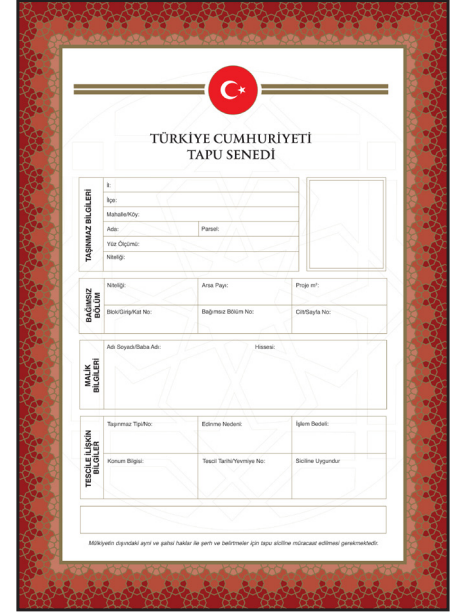 TÜRKİYE CUMHURİYETİ
TAPU SENEDİ
TAŞINMAZ BİLGİLERİ
İl:
İlçe:
Mahalle/Köy:
Ada: Parsel:
Yüz Ölçümü:
Niteliği:
BAĞIMSIZ
BÖLÜM
Niteliği: Arsa Payı: Proje m²:
Blok/Giriş/Kat No: Bağımsız Bölüm No: Cilt/Sayfa No:
MALİK
BİLGİLERİ
Adı Soyadı/Baba Adı: Hissesi:
TESCİLE İLİŞKİN
BİLGİLER
Taşınmaz Tipi/No: Edinme Nedeni: İşlem Bedeli:
Konum Bilgisi: Tescil Tarihi/Yevmiye No: Siciline Uygundur
Mülkiyetin dışındaki ayni ve şahsi haklar ile şerh ve belirtmeler için tapu siciline müracaat edilmesi gerekmektedir.